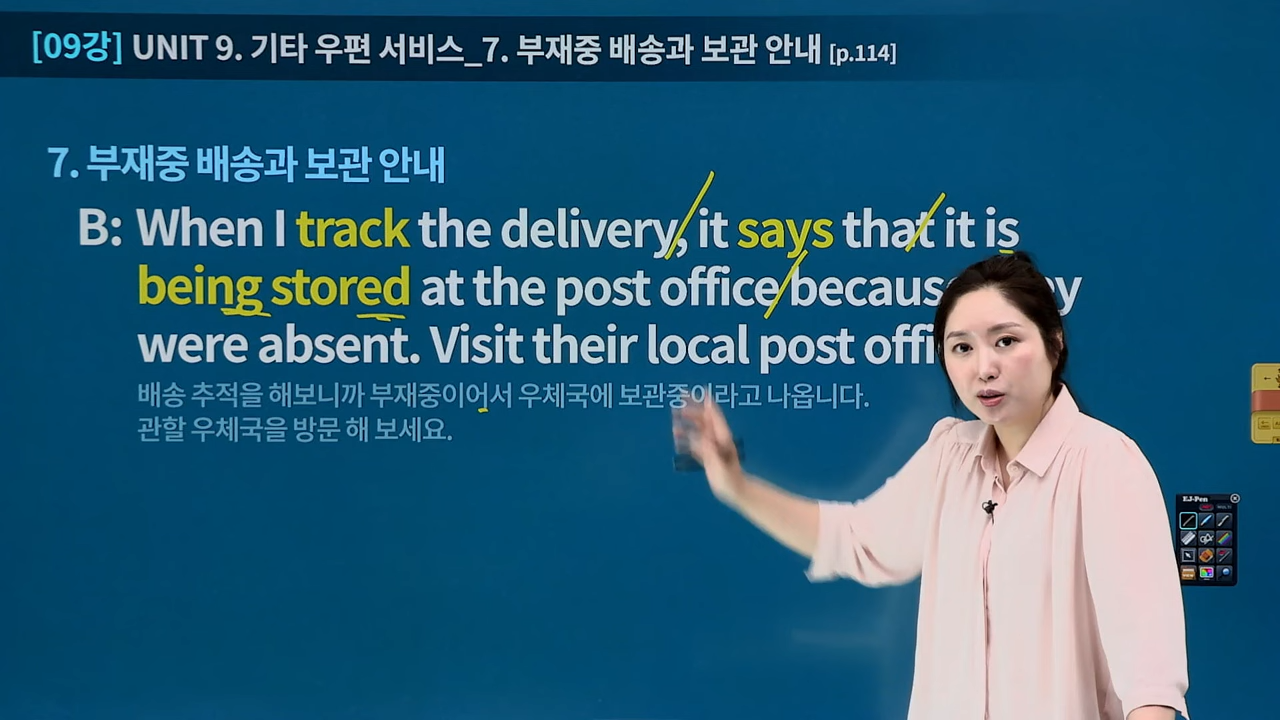 [09강] UNIT 9. 기타 우편 서비스_7. 부재중 배송과 보관 안내 [p.114]
7. 부재중 배송과 보관 안내
B: When I track the delivery, it says that it is
being stored at the post office because
were absent. Visit their local post
배송 추적을 해보니까 부재중이어서 우체국에 보관중이라고 나옵니다.
관할 우체국을 방문 해 보세요.
EJ-Pen